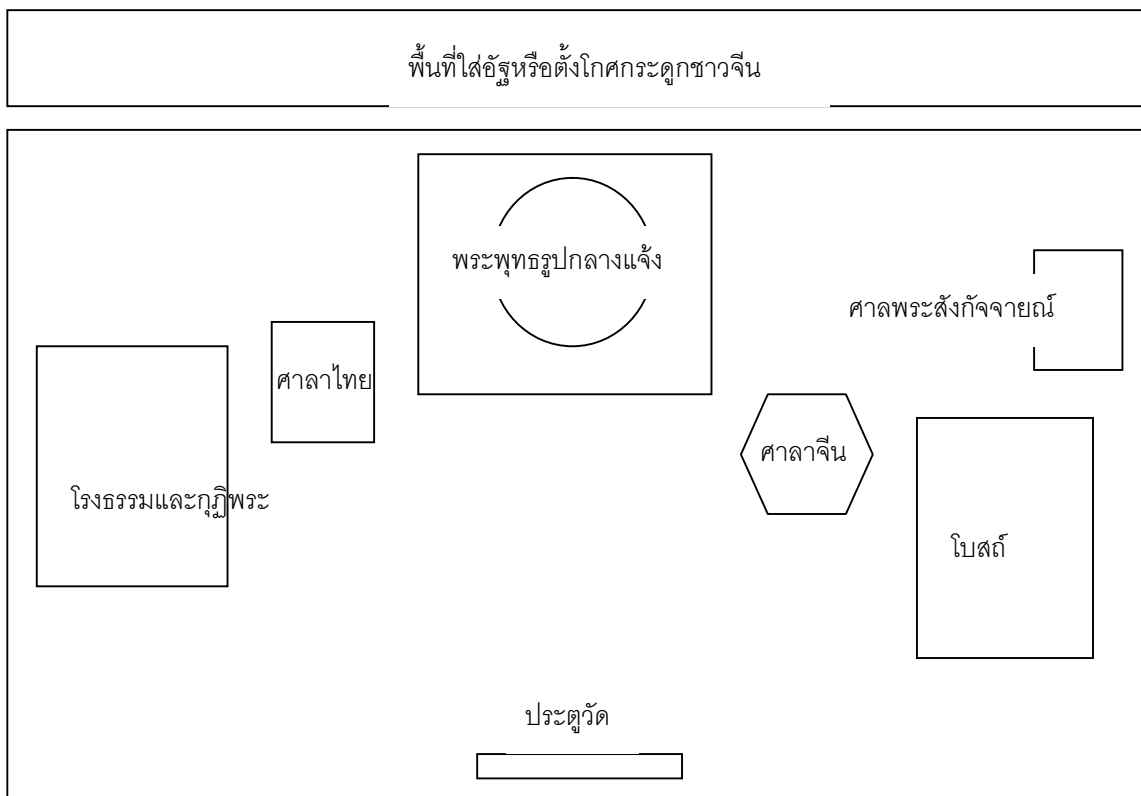 พื้นที่ใส่อัฐหรือตั้งโกศกระดูกชาวจีน
พระพุทธรูปกลางแจ้ง
ศาลพระสังกัจจายณ์
ศาลาไทย
ศาลาจีน
โรงธรรมและกุฏิพระ
โบสถ์
ประตูวัด